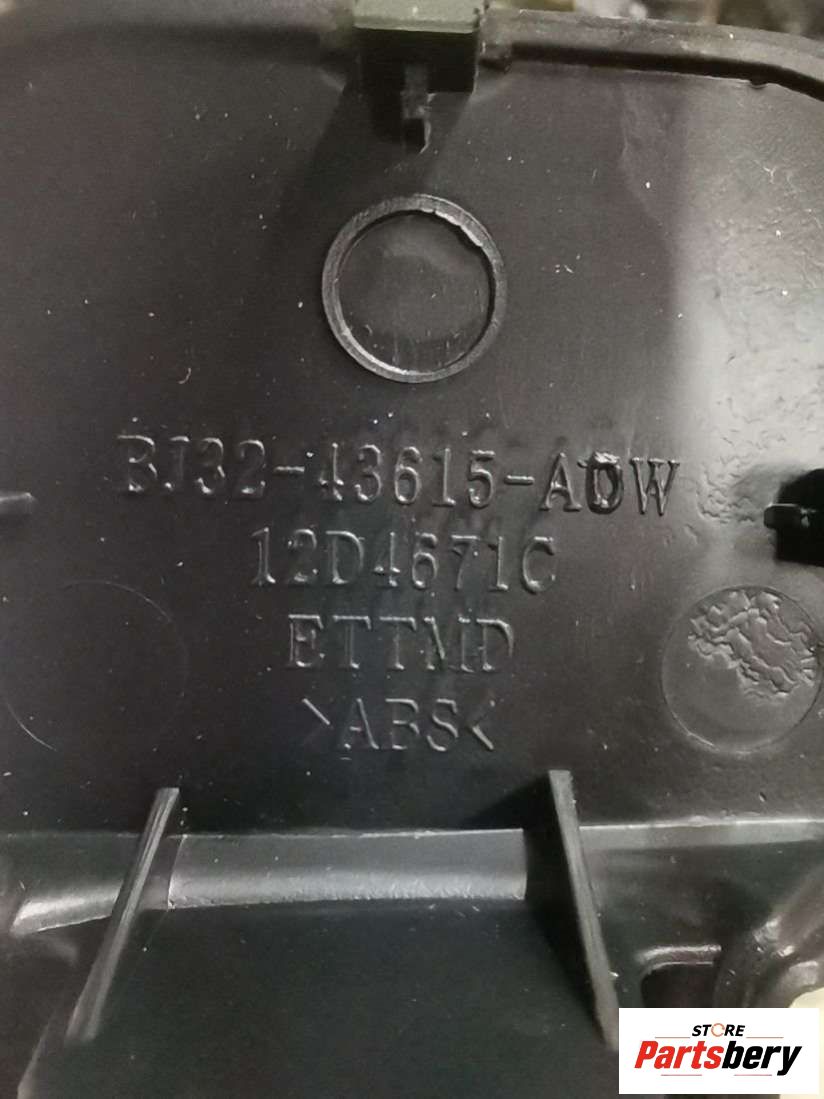 BJ32-43615-ADW
12D4671C
ETTMD
>ABS<
STORE
Partsbery